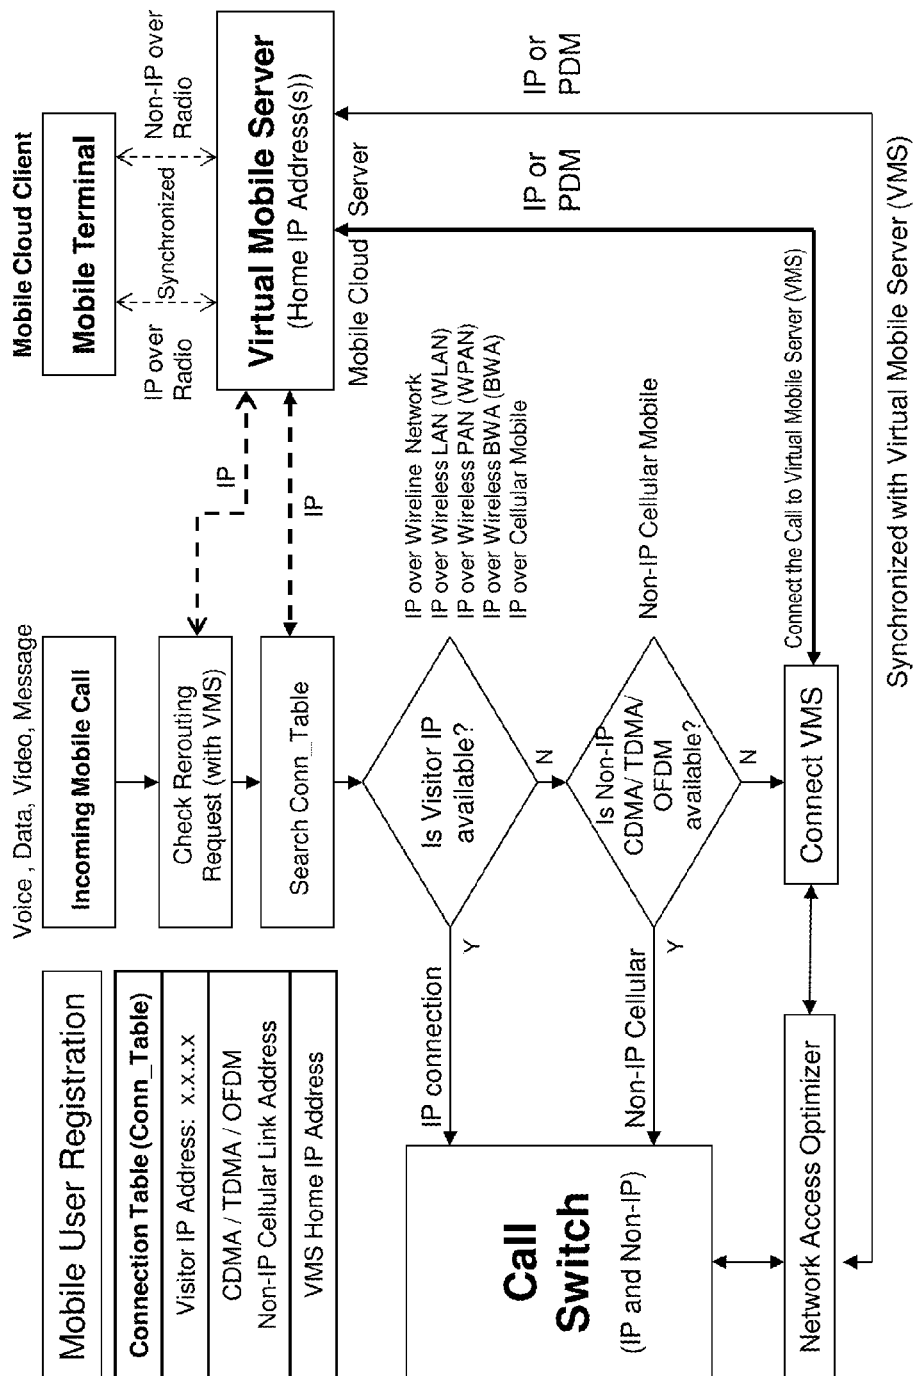 Mobile User Registration
Connection Table (Conn_Table)
Visitor IP Address: x.x.x.x
CDMA / TDMA / OFDM
Non-IP Cellular Link Address
VMS Home IP Address
Voice , Data, Video, Message
Incoming Mobile Call
Check Rerouting
Request (with VMS)
Search Conn_Table
IP
IP
Mobile Cloud Client
Mobile Terminal
IP over
Radio
Synchronized
Non-IP over
Radio
Virtual Mobile Server
(Home IP Address(s))
Mobile Cloud Server
Is Visitor IP
available?
Y
N
IP connection
IP over Wireline Network
IP over Wireless LAN (WLAN)
IP over Wireless PAN (WPAN)
IP over Wireless BWA (BWA)
IP over Cellular Mobile
Is Non-IP
CDMA/ TDMA/
OFDM
available?
Y
N
Non-IP Cellular
Non-IP Cellular Mobile
Call
Switch
(IP and Non-IP)
Network Access Optimizer
Connect VMS
Connect the Call to Virtual Mobile Server (VMS)
IP or
PDM
IP or
PDM
Synchronized with Virtual Mobile Server (VMS)